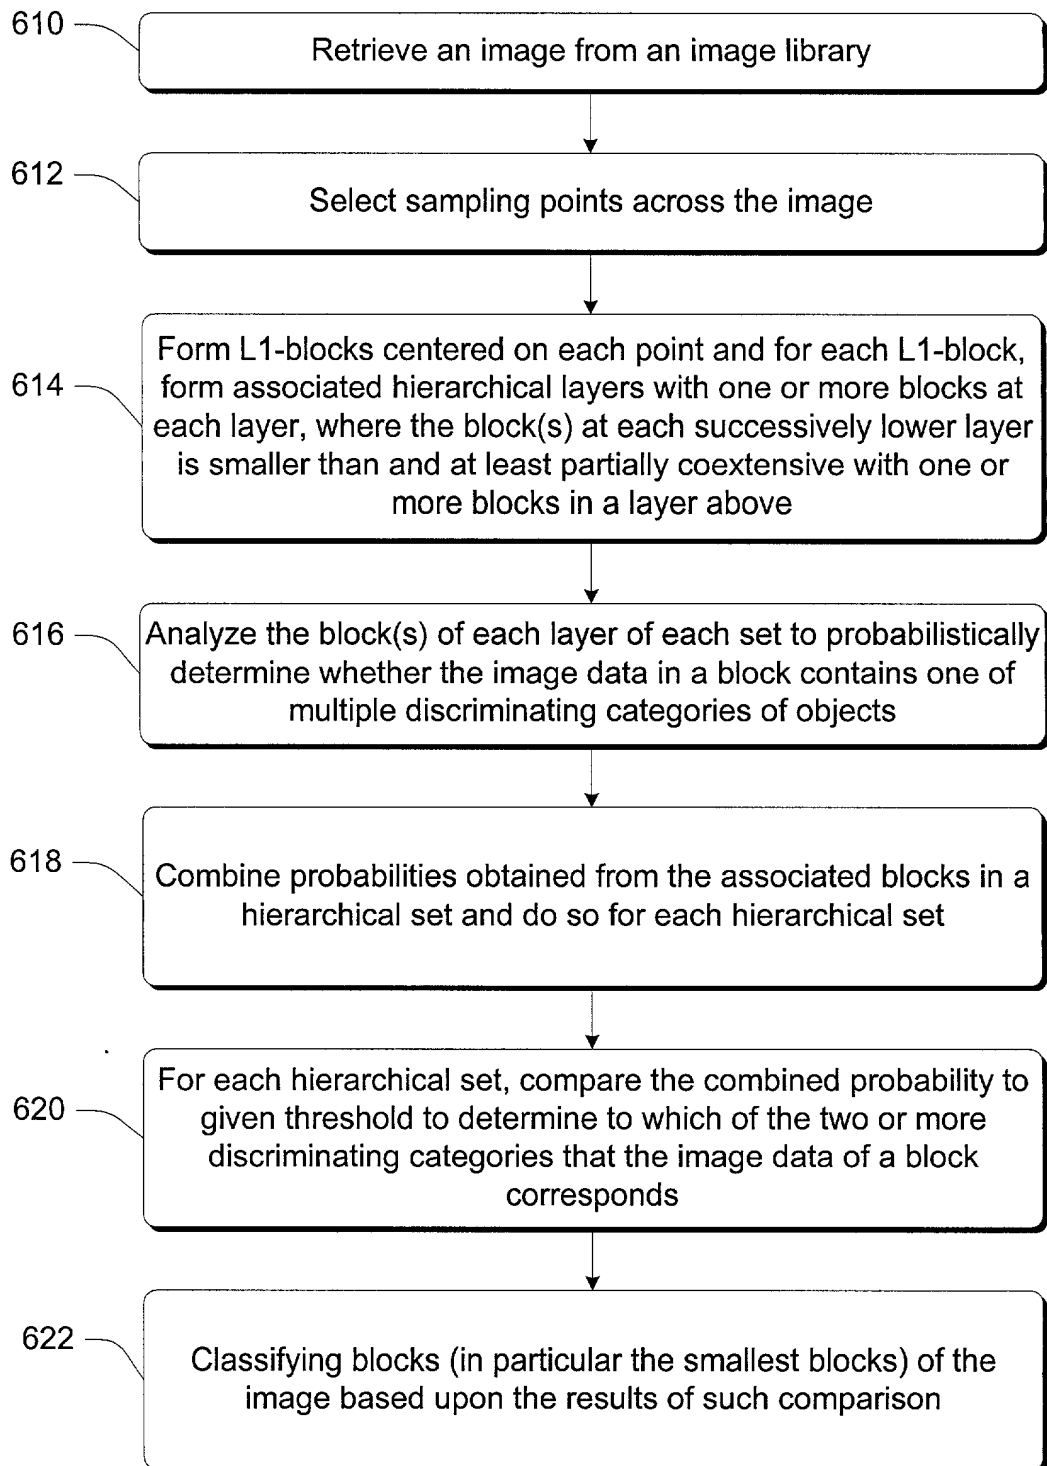 610
Retrieve an image from an image library
612
Select sampling points across the image
614
Form L1-blocks centered on each point and for each L1-block,
form associated hierarchical layers with one or more blocks at
each layer, where the block(s) at each successively lower layer
is smaller than and at least partially coextensive with one or
more blocks in a layer above
616
Analyze the block(s) of each layer of each set to probabilistically
determine whether the image data in a block contains one of
multiple discriminating categories of objects
618
Combine probabilities obtained from the associated blocks in a
hierarchical set and do so for each hierarchical set
620
For each hierarchical set, compare the combined probability to
given threshold to determine to which of the two or more
discriminating categories that the image data of a block
corresponds
622
Classifying blocks (in particular the smallest blocks) of the
image based upon the results of such comparison